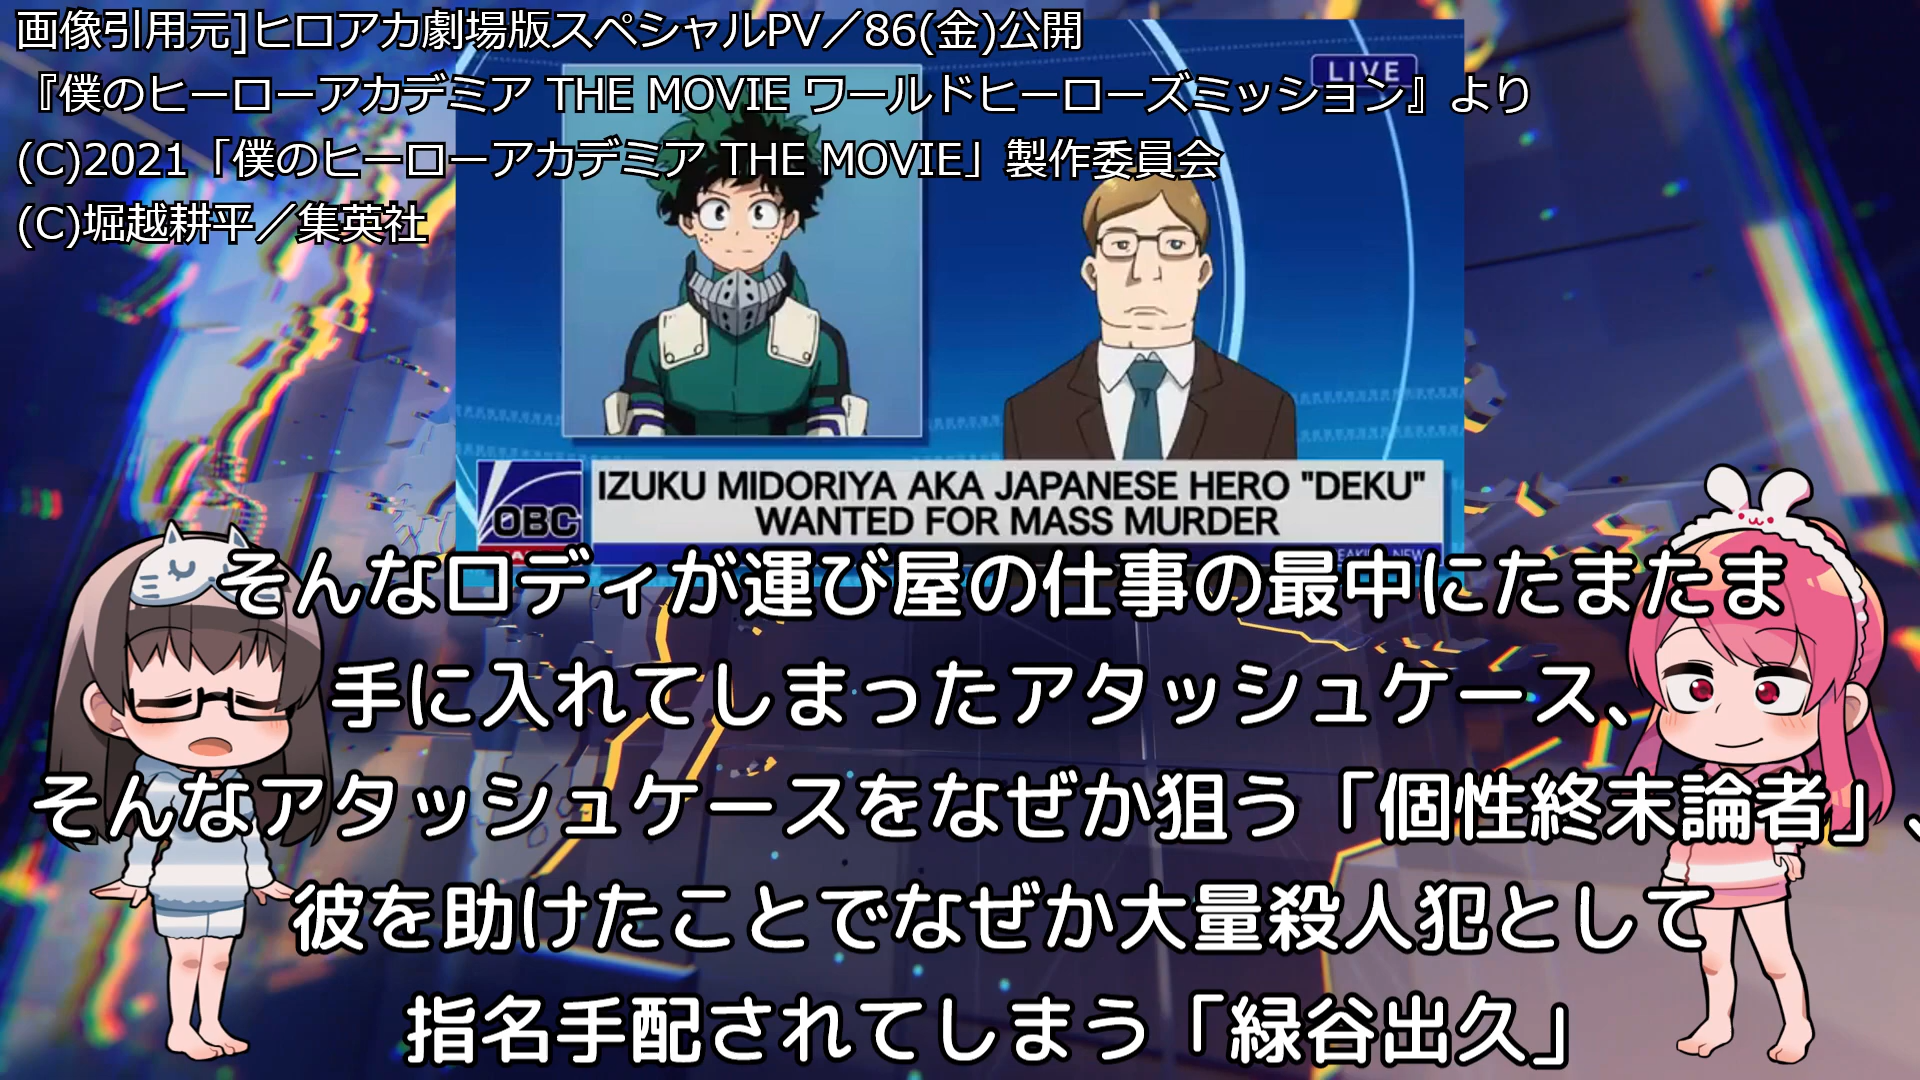 画像引用元]ヒロアカ劇場版スペシャルPV／86(金)公開
『僕のヒーローアカデミア THE MOVIE ワールドヒーローズミッション』より
(C)2021「僕のヒーローアカデミア THE MOVIE」製作委員会
(C)堀越耕平／集英社
LIVE
IZUKU MIDORIYA AKA JAPANESE HERO "DEKU"
WANTED FOR MASS MURDER
OBC
そんなロディが運び屋の仕事の最中にたまたま
手に入れてしまったアタッシュケース、
そんなアタッシュケースをなぜか狙う「個性終末論者」、
彼を助けたことでなぜか大量殺人犯として
指名手配されてしまう「緑谷出久」